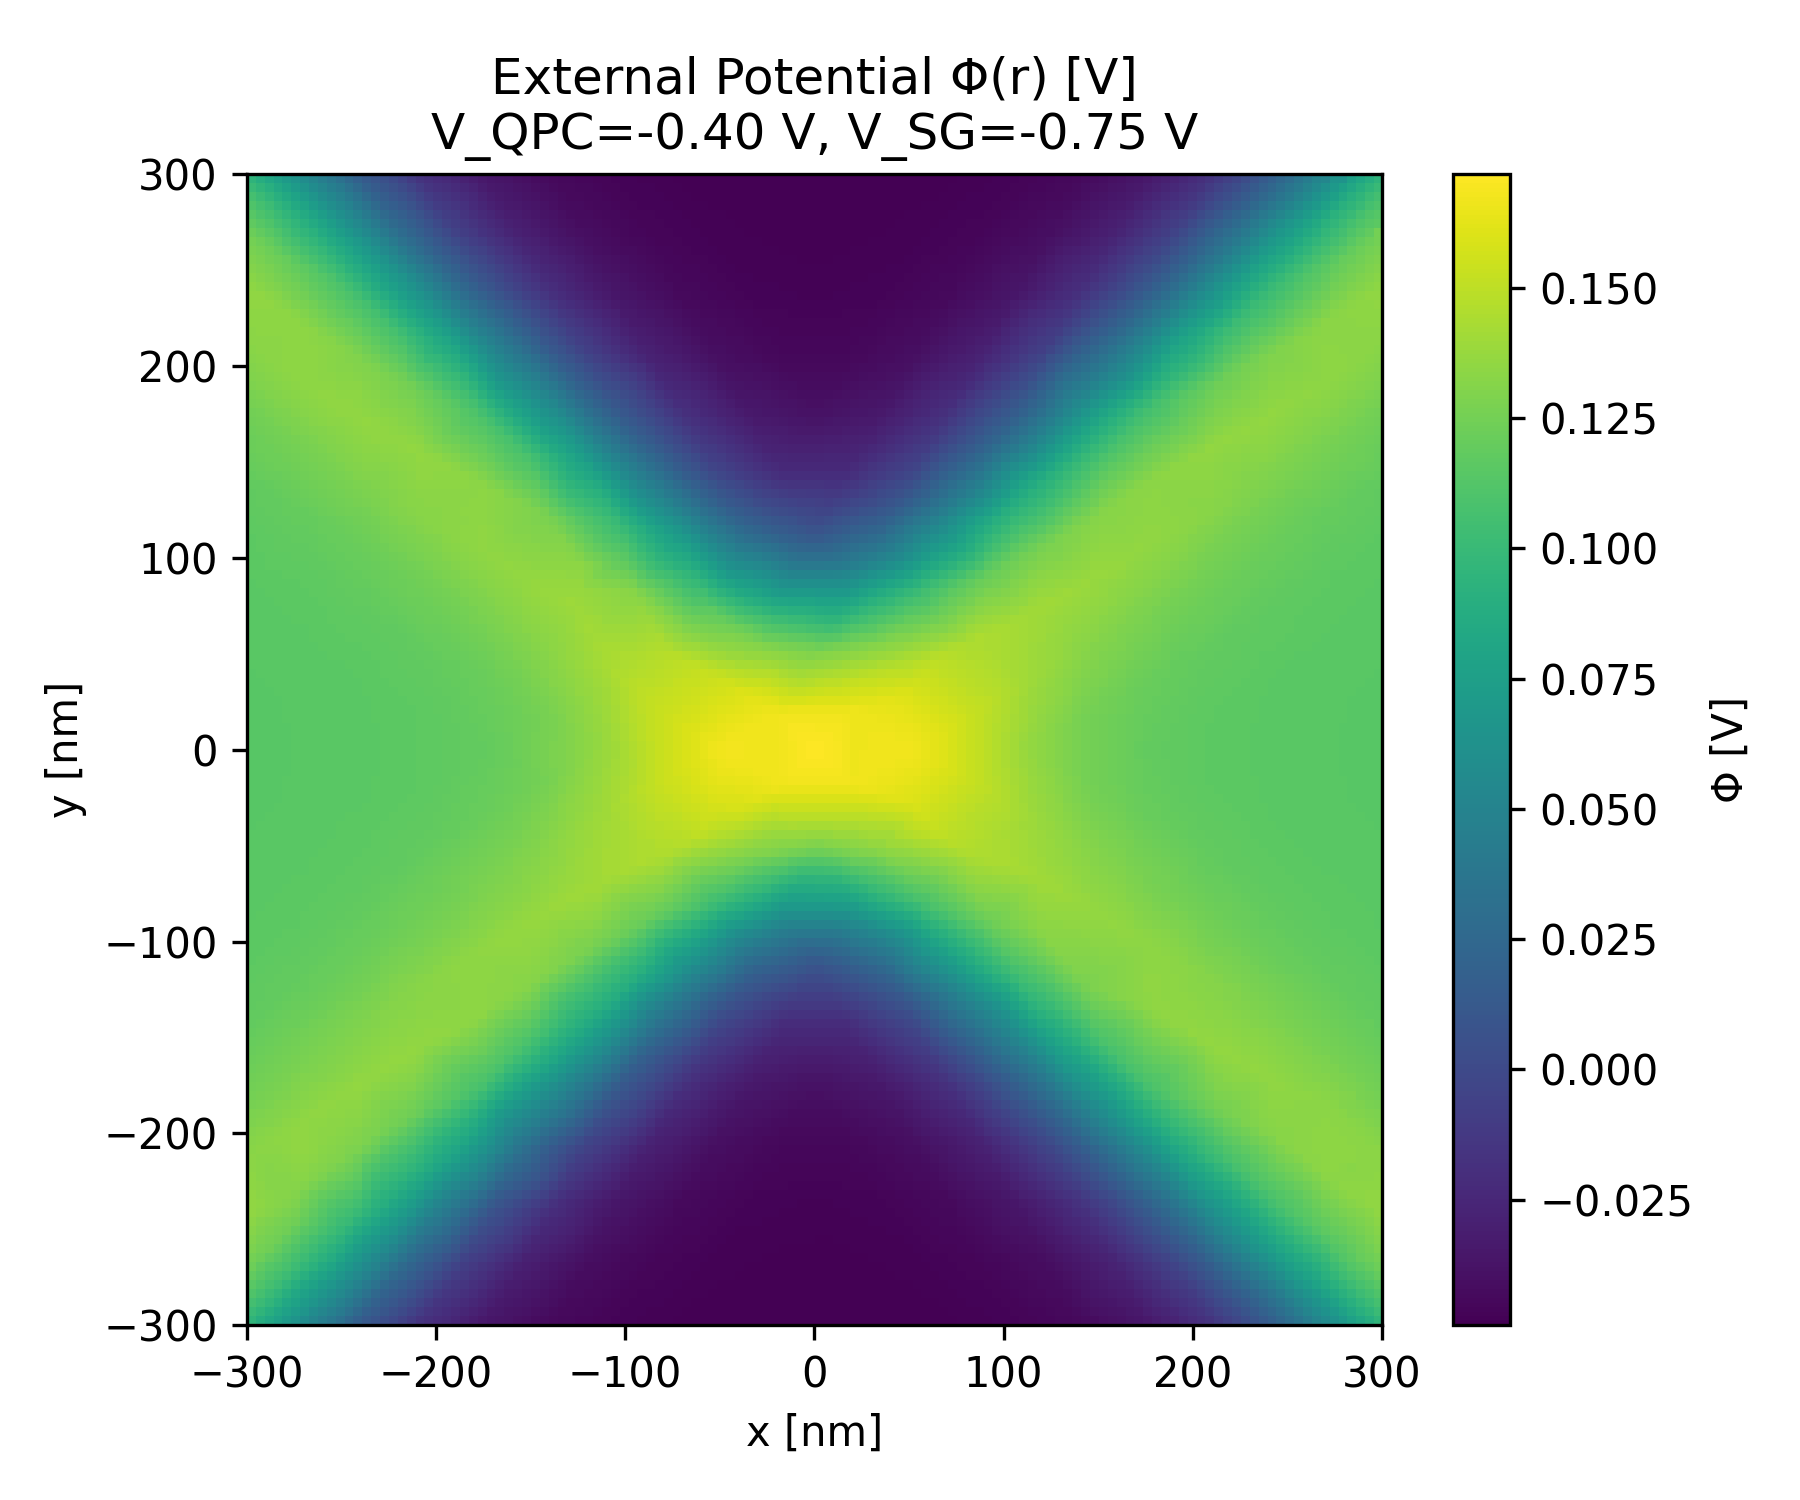 External Potential Φ(r) [V]
V_QPC=-0.40 V, V_SG=-0.75 V
y [nm]
300
200
100
0
−100
−200
−300
−300 −200 −100 0 100 200 300
x [nm]
0.150
0.125
0.100
0.075
0.050
0.025
0.000
−0.025
Φ [V]